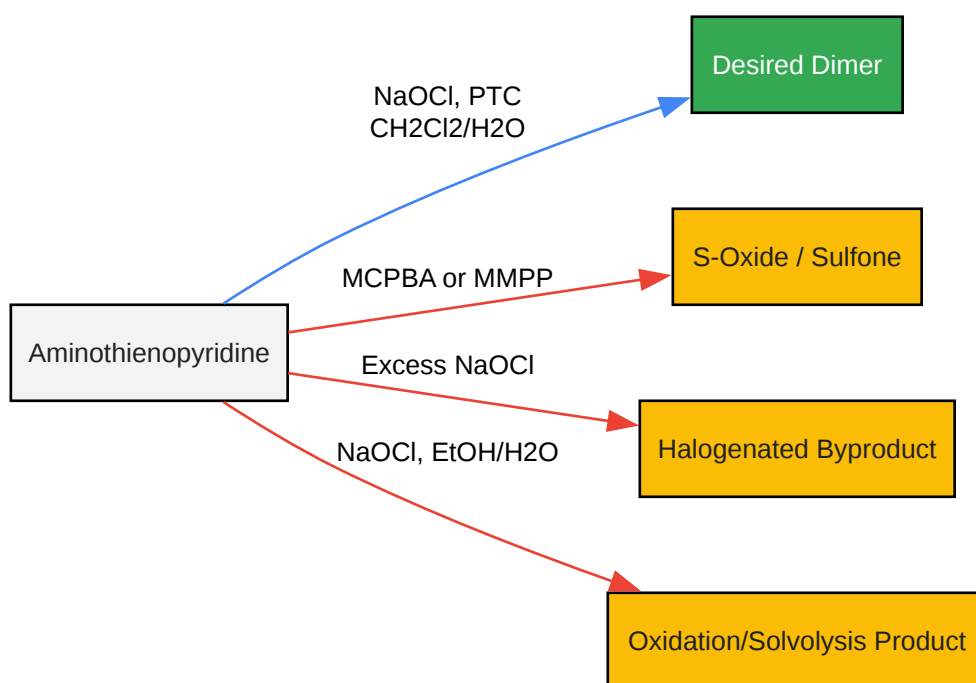 Desired Dimer
NaOCl, PTC
CH2Cl2/H2O
S-Oxide / Sulfone
MCPBA or MMPP
Aminothienopyridine
Excess NaOCl
Halogenated Byproduct
NaOCl, EtOH/H2O
Oxidation/Solvolysis Product